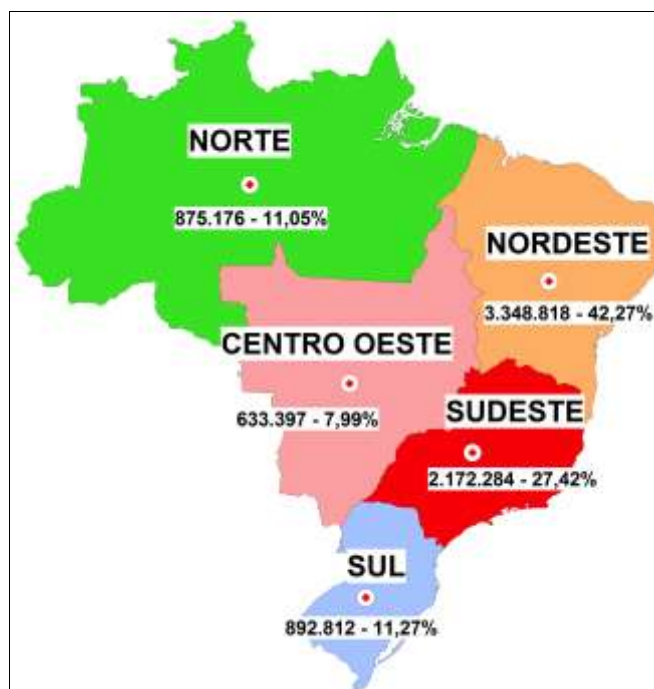 NORTE
875.176 - 11,05%
NORDESTE
3.348.818 - 42,27%
CENTRO OESTE
633.397 - 7,99%
SUDESTE
2.172.284 - 27,42%
SUL
892.812 - 11,27%